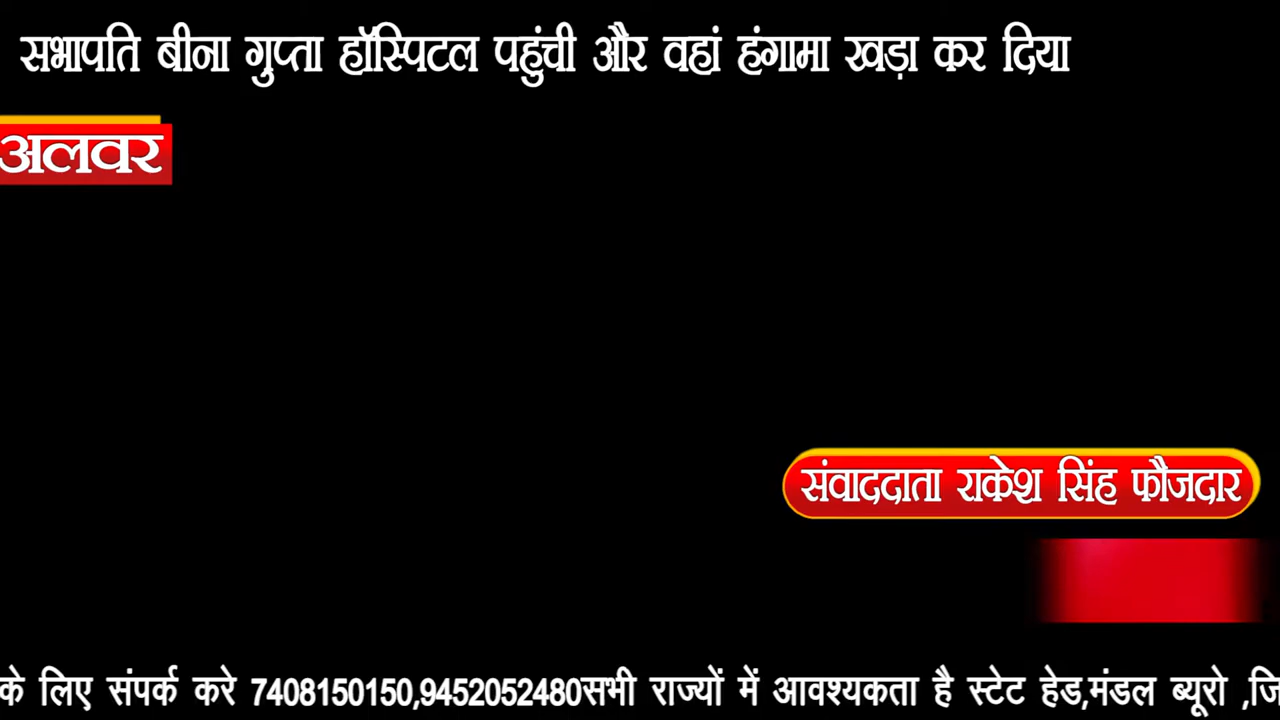 सभापति बीना गुप्ता हॉस्पिटल पहुंची और वहां हंगामा खड़ा कर दिया
अलवर
संवाददाता राकेश सिंह फौजदार
के लिए संपर्क करे 7408150150,9452052480सभी राज्यों में आवश्यकता है स्टेट हेड,मंडल ब्यूरो ,जि